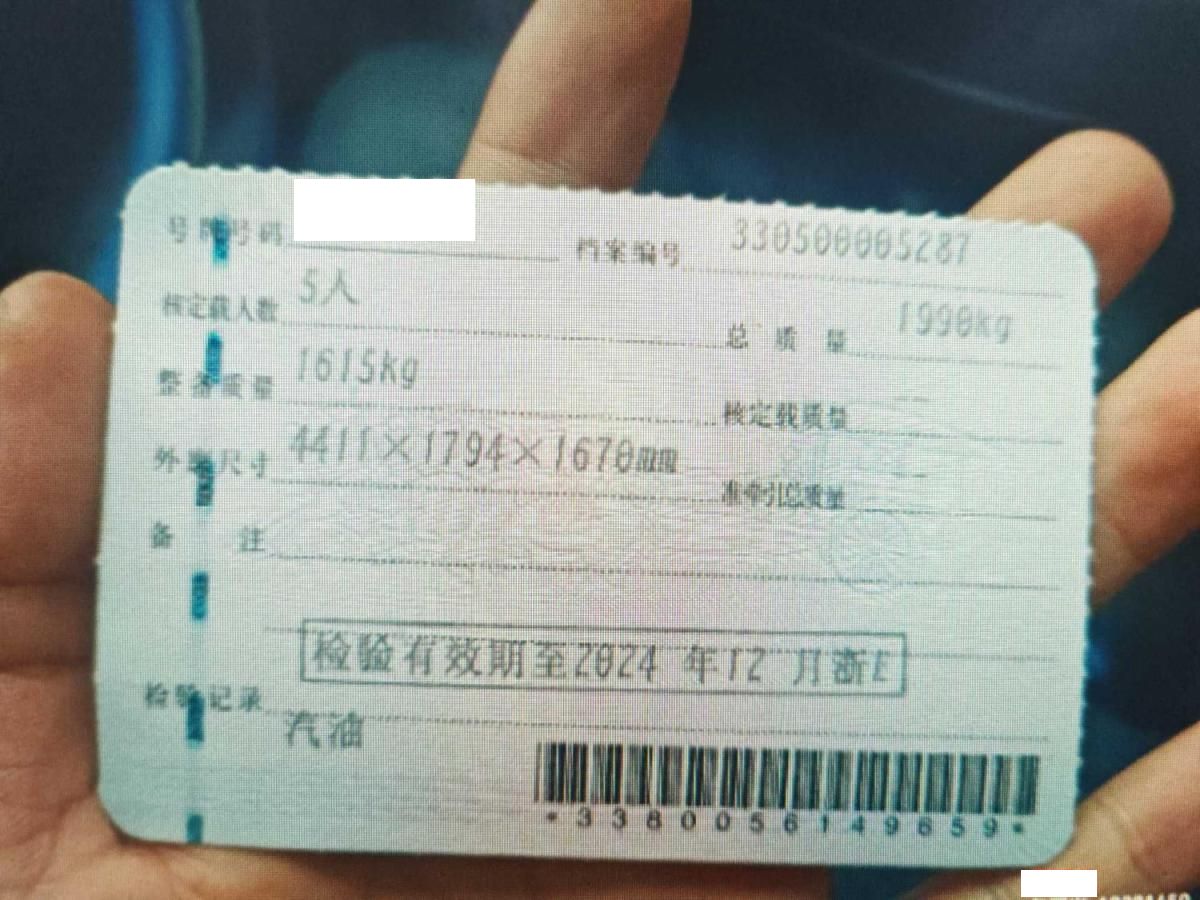 号牌号码 档案编号 330500005287
核定载人数 5人 总质量 1990kg
整备质量 1615kg 核定载质量 --
外廓尺寸 4411×1794×1670mm 准牵引总质量 --
备注
检验有效期至2024 年12 月浙E
检验记录
汽油
*3380056149659*